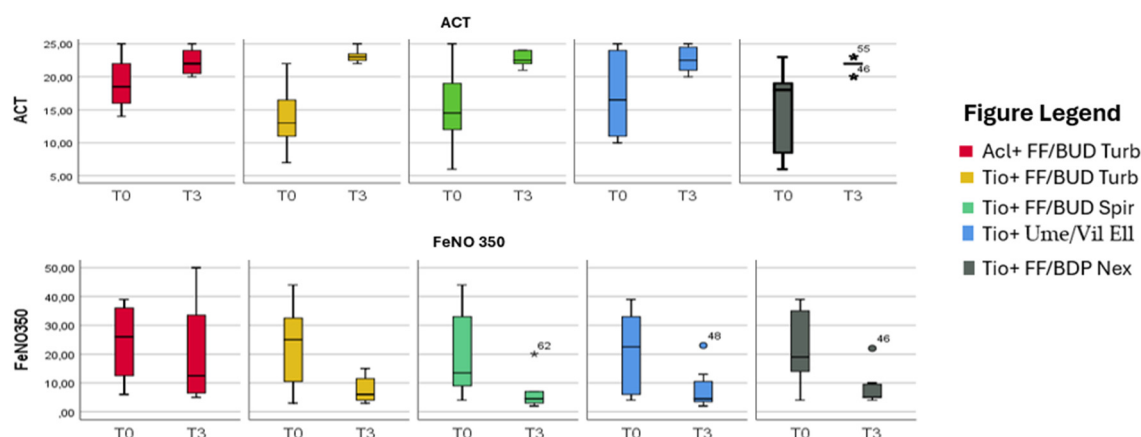 ACT
ACT
25,00
20,00
15,00
10,00
5,00
55
46
T0 T3 T0 T3 T0 T3 T0 T3 T0 T3
FeNO 350
FeNO350
50,00
40,00
30,00
20,00
10,00
,00
62
48
46
T0 T3 T0 T3 T0 T3 T0 T3 T0 T3
Figure Legend
Acl+ FF/BUD Turb
Tio+ FF/BUD Turb
Tio+ FF/BUD Spir
Tio+ Ume/Vil Ell
Tio+ FF/BDP Nex